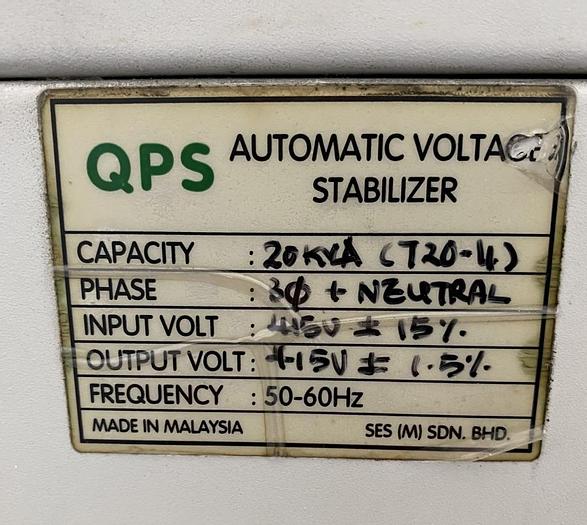 QPS AUTOMATIC VOLTAGE
STABILIZER
CAPACITY : 20KVA (T20-4)
PHASE : 3ϕ + NEUTRAL
INPUT VOLT : 415V ± 15%
OUTPUT VOLT : 415V ± 1.5%
FREQUENCY : 50-60Hz
MADE IN MALAYSIA SES (M) SDN. BHD.